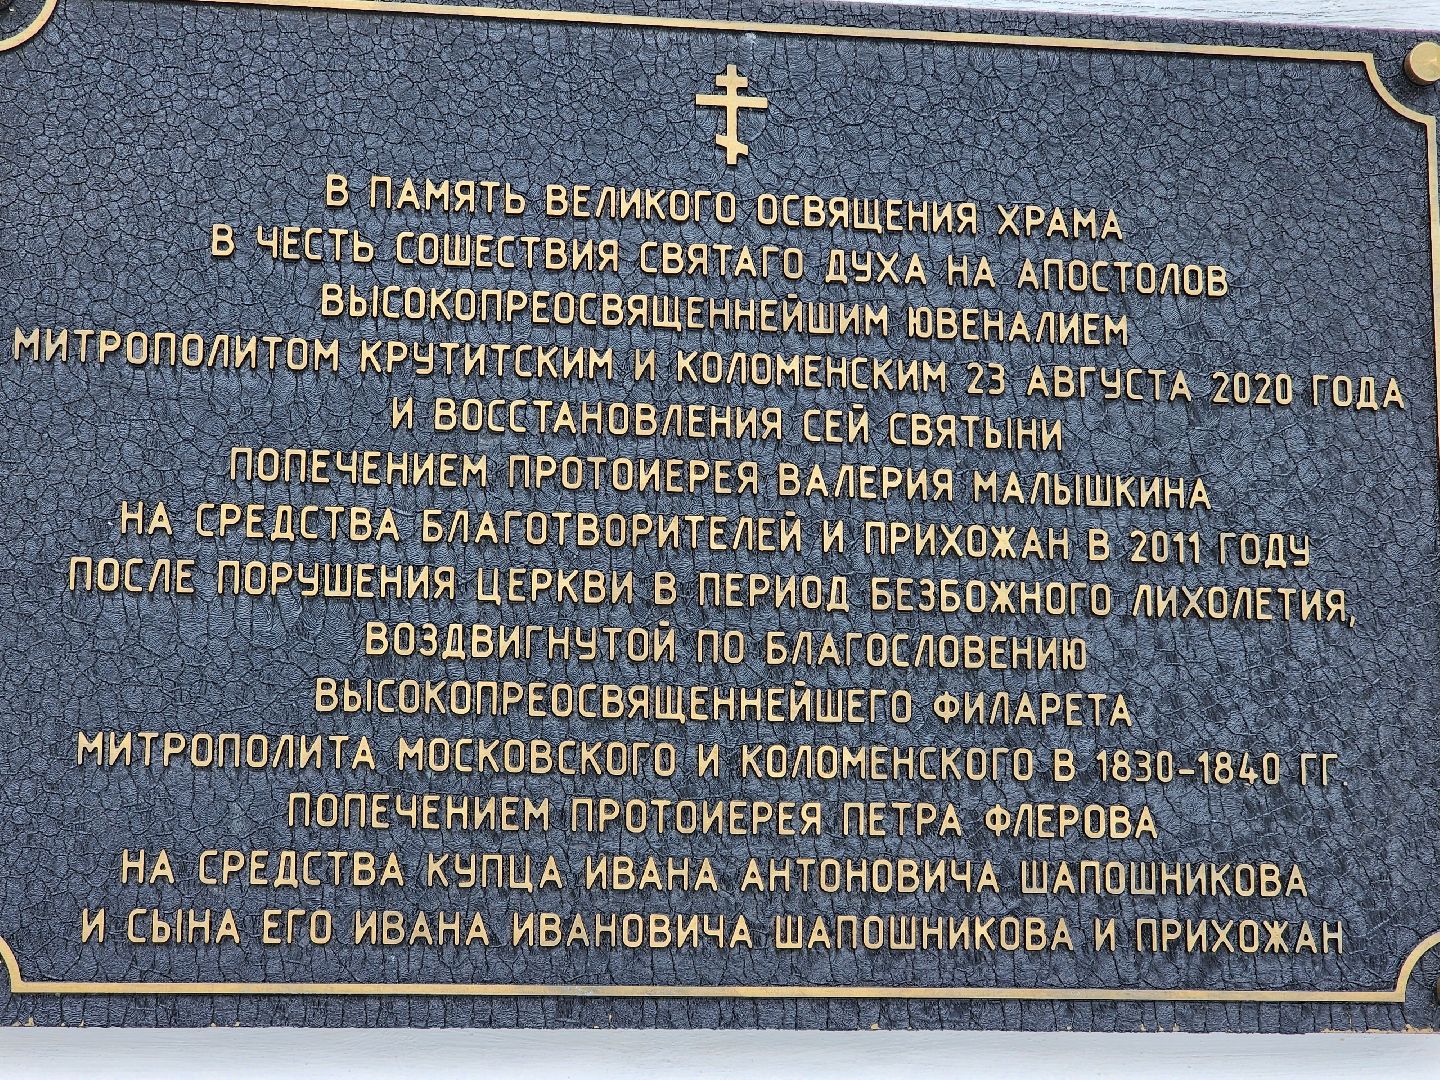 В ПАМЯТЬ ВЕЛИКОГО ОСВЯЩЕНИЯ ХРАМА
В ЧЕСТЬ СОШЕСТВИЯ СВЯТАГО ДУХА НА АПОСТОЛОВ
ВЫСОКОПРЕОСВЯЩЕННЕЙШИМ ЮВЕНАЛИЕМ
МИТРОПОЛИТОМ КРУТИТСКИМ И КОЛОМЕНСКИМ 23 АВГУСТА 2020 ГОДА
И ВОССТАНОВЛЕНИЯ СЕЙ СВЯТЫНИ
ПОПЕЧЕНИЕМ ПРОТОИЕРЕЯ ВАЛЕРИЯ МАЛЫШКИНА
НА СРЕДСТВА БЛАГОТВОРИТЕЛЕЙ И ПРИХОЖАН В 2011 ГОДУ
ПОСЛЕ ПОРУШЕНИЯ ЦЕРКВИ В ПЕРИОД БЕЗБОЖНОГО ЛИХОЛЕТИЯ,
ВОЗДВИГНУТОЙ ПО БЛАГОСЛОВЕНИЮ
ВЫСОКОПРЕОСВЯЩЕННЕЙШЕГО ФИЛАРЕТА
МИТРОПОЛИТА МОСКОВСКОГО И КОЛОМЕНСКОГО В 1830-1840 ГГ.
ПОПЕЧЕНИЕМ ПРОТОИЕРЕЯ ПЕТРА ФЛЕРОВА
НА СРЕДСТВА КУПЦА ИВАНА АНТОНОВИЧА ШАПОШНИКОВА
И СЫНА ЕГО ИВАНА ИВАНОВИЧА ШАПОШНИКОВА И ПРИХОЖАН